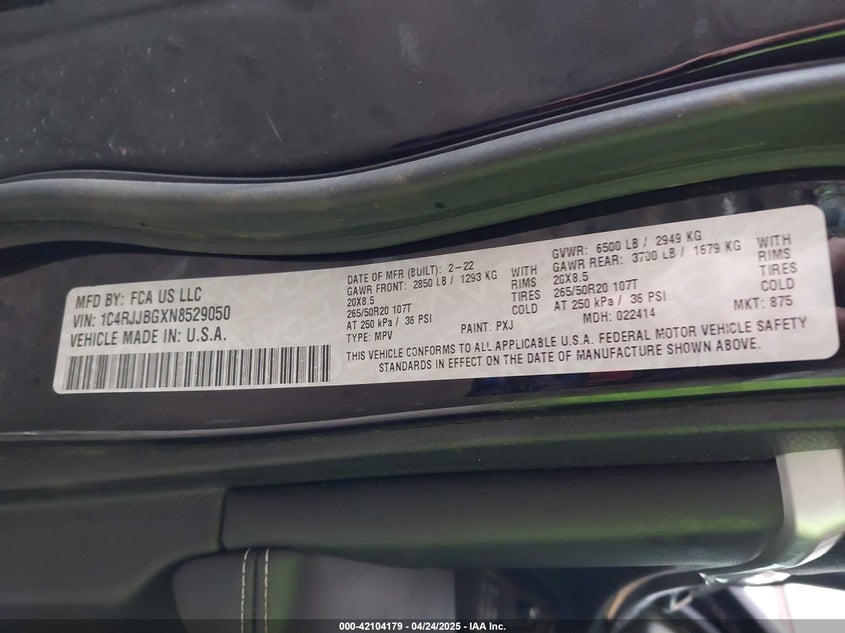 MFD BY: FCA US LLC
VIN: 1C4RJJBGXN8529050
VEHICLE MADE IN U.S.A.
DATE OF MFR (BUILT): 2-22
GAWR FRONT: 2850 LB / 1293 KG WITH
20X8.5 RIMS
265/50R20 107T TIRES
AT 250 kPa / 36 PSI COLD
TYPE: MPV PAINT: PXJ
GVWR: 6500 LB / 2949 KG
GAWR REAR: 3700 LB / 1679 KG WITH
20X8.5 RIMS
265/50R20 107T TIRES
AT 250 kPa / 36 PSI COLD
MDH: 022414 MKT: 875
THIS VEHICLE CONFORMS TO ALL APPLICABLE U.S.A. FEDERAL MOTOR VEHICLE SAFETY
STANDARDS IN EFFECT ON THE DATE OF MANUFACTURE SHOWN ABOVE.
000-42104179 - 04/24/2025 - IAA Inc.